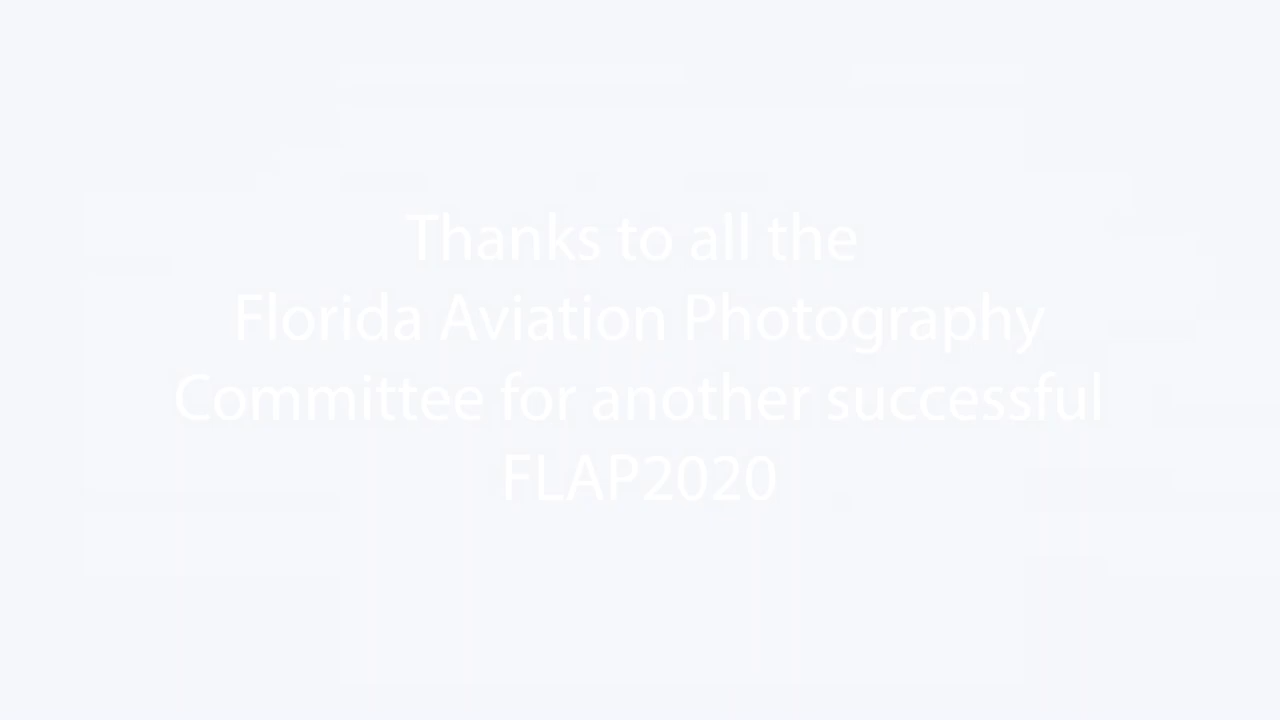 Thanks to all the
Florida Aviation Photography
Committee for another successful
FLAP2020